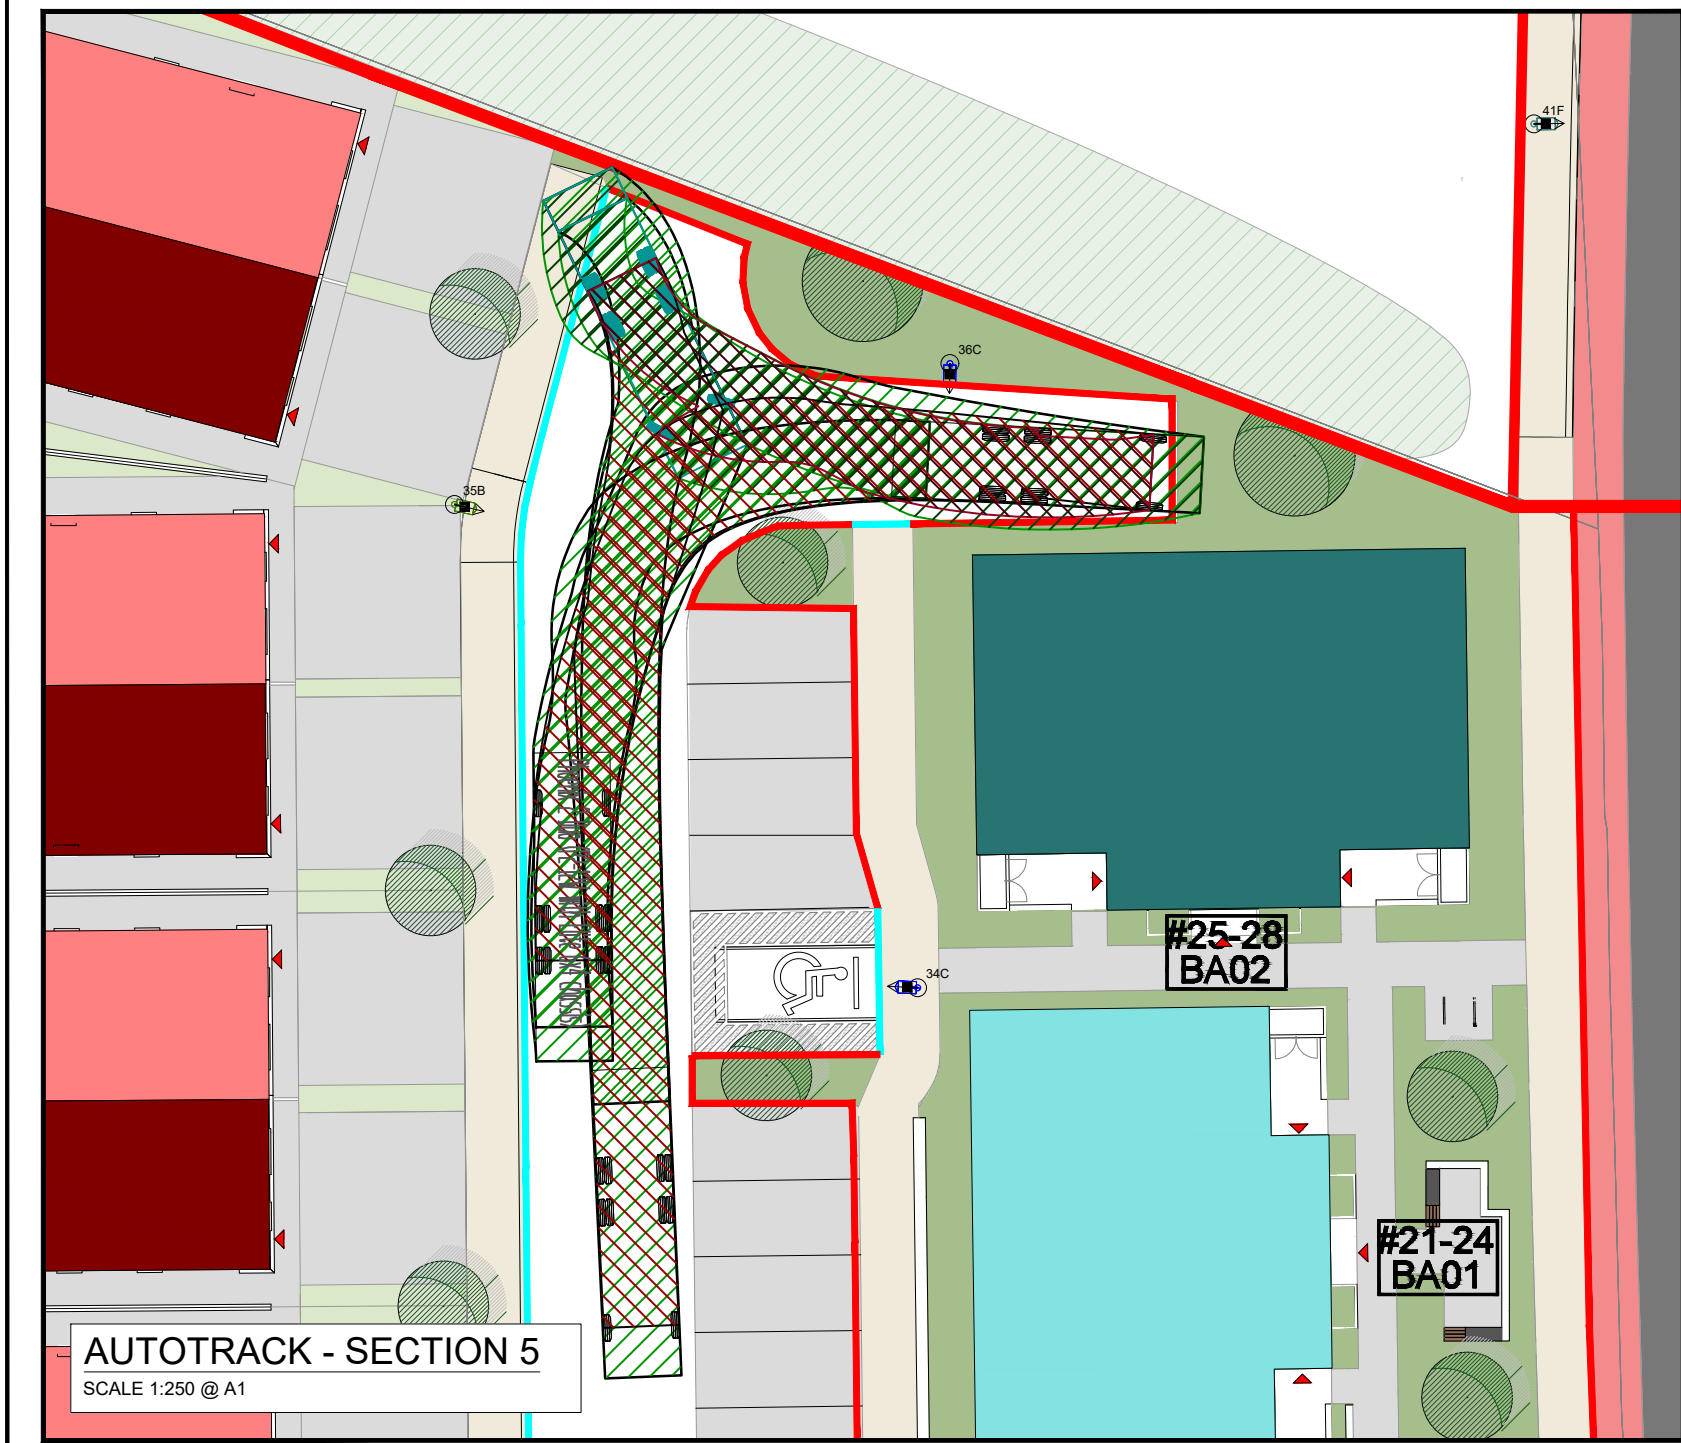 41F
36C
35B
34C
#25-28
BA02
#21-24
BA01
AUTOTRACK - SECTION 5
SCALE 1:250 @ A1